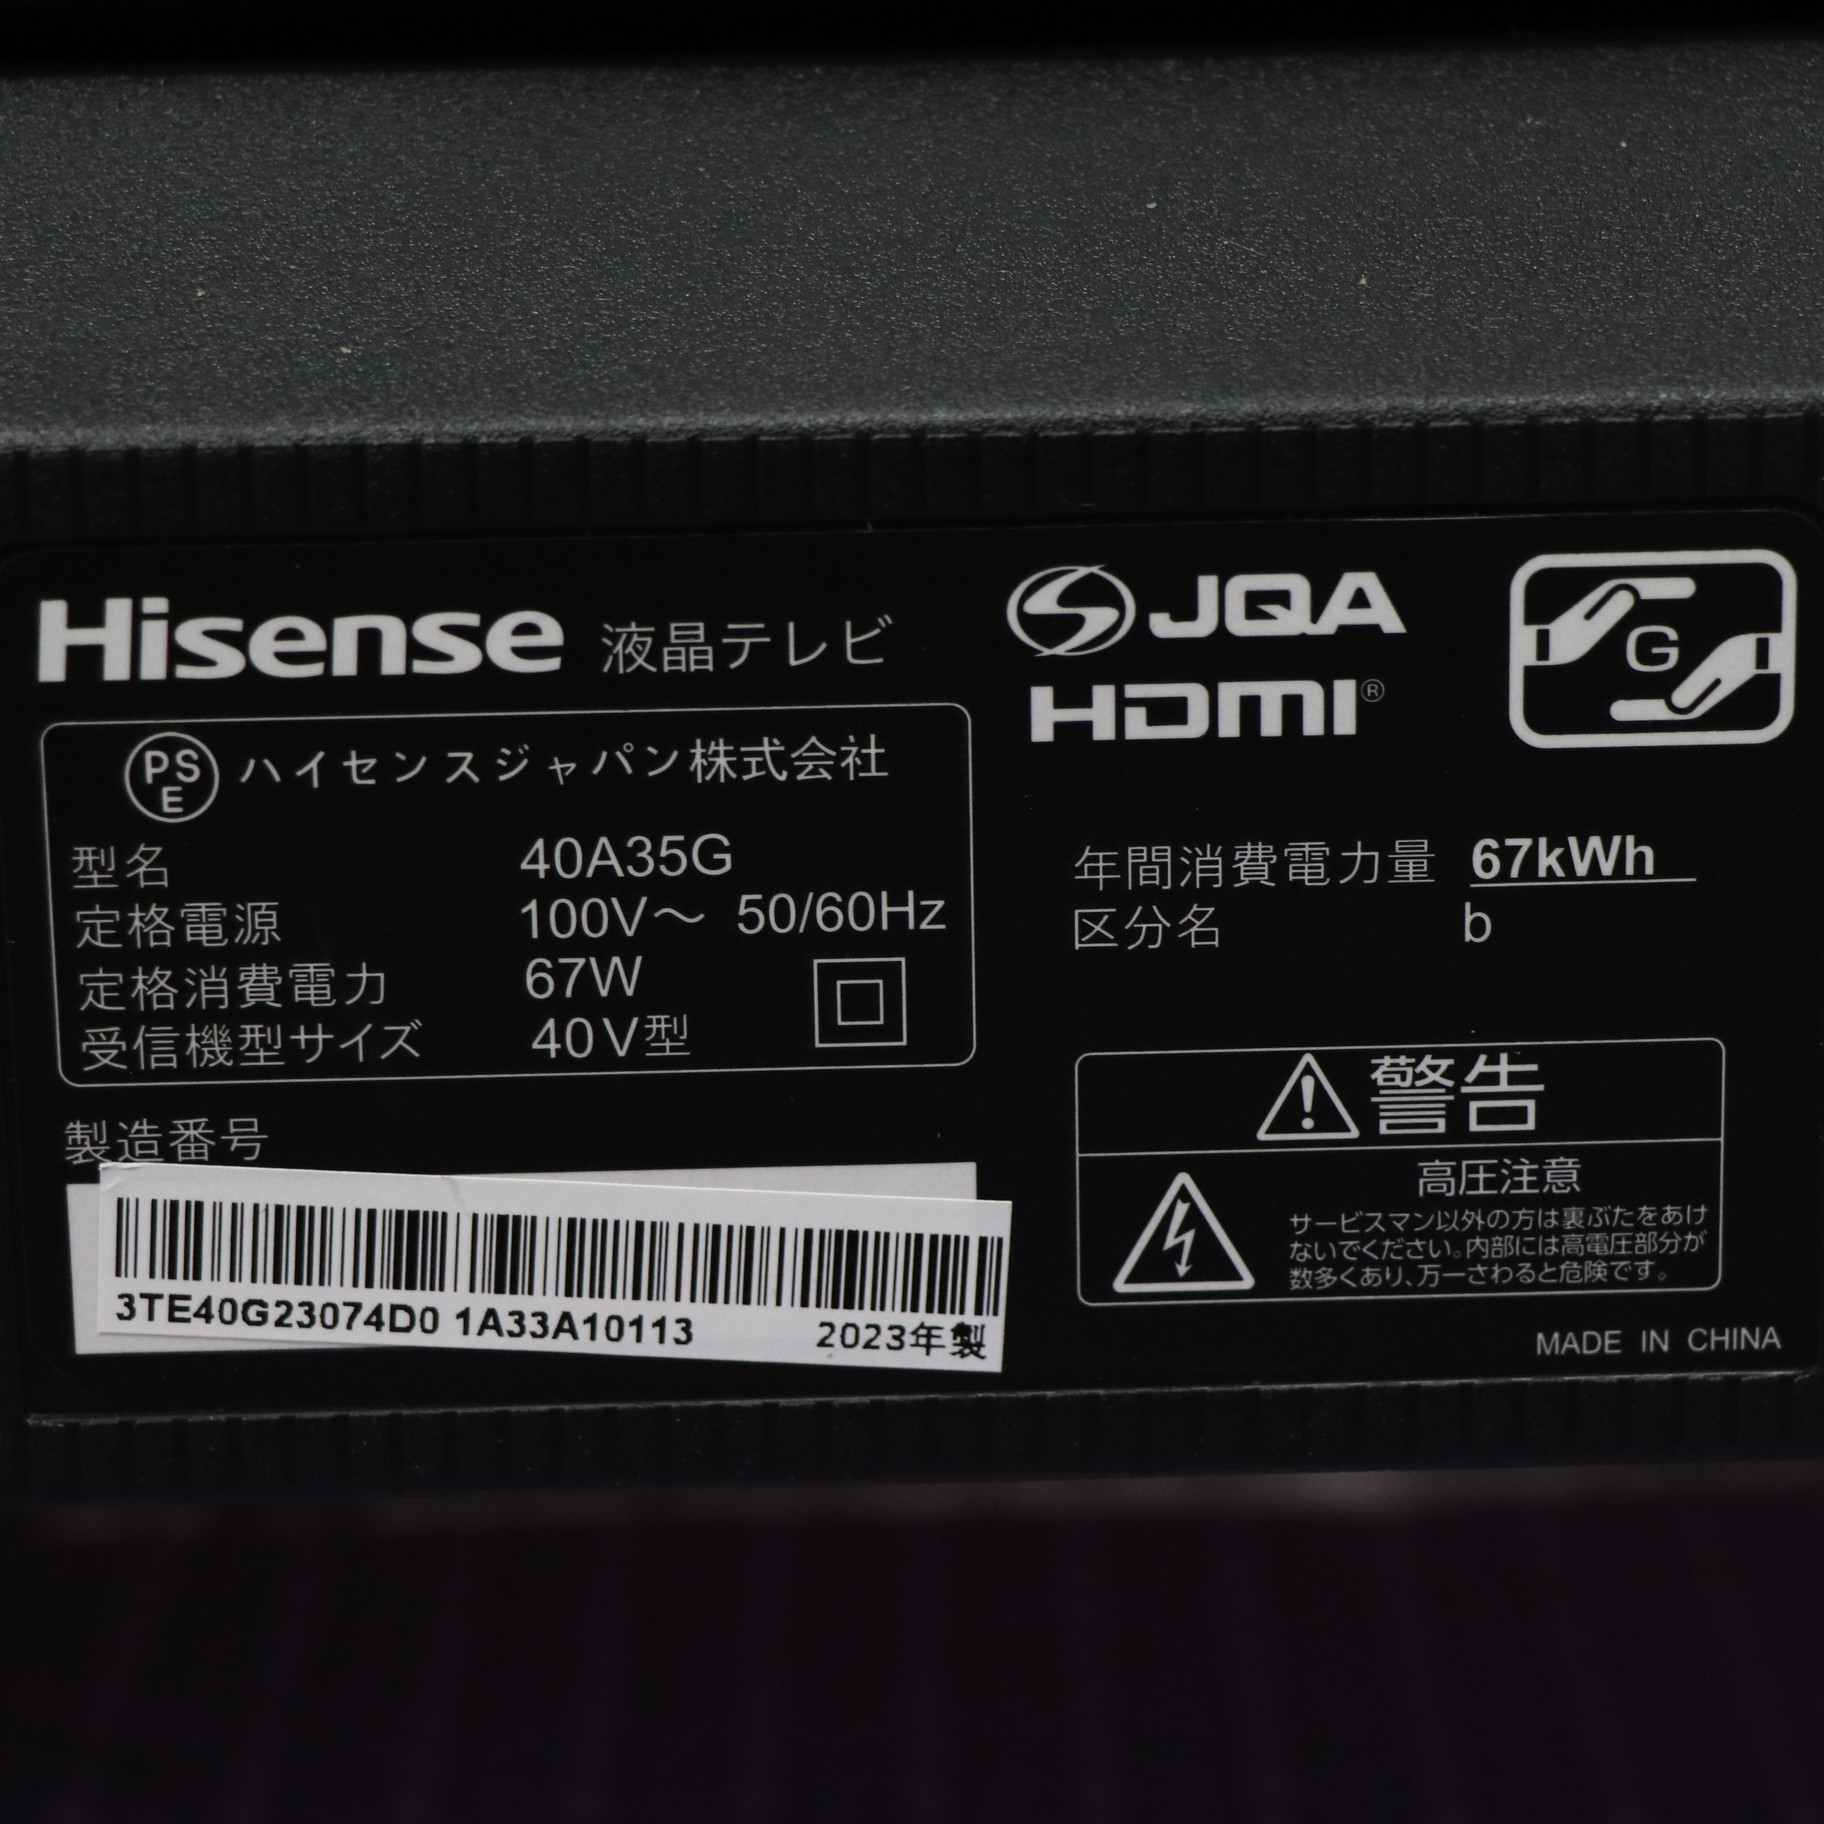 Hisense 液晶テレビ
JQA
HDMI®
G
PSE ハイセンスジャパン株式会社
型名 40A35G
定格電源 100V～ 50/60Hz
定格消費電力 67W
受信機型サイズ 40V型
年間消費電力量 67kWh
区分名 b
製造番号
3TE40G23074D0 1A33A10113 2023年製
警告
高圧注意
サービスマン以外の方は裏ぶたをあけ
ないでください。内部には高電圧部分が
数多くあり、万一さわると危険です。
MADE IN CHINA